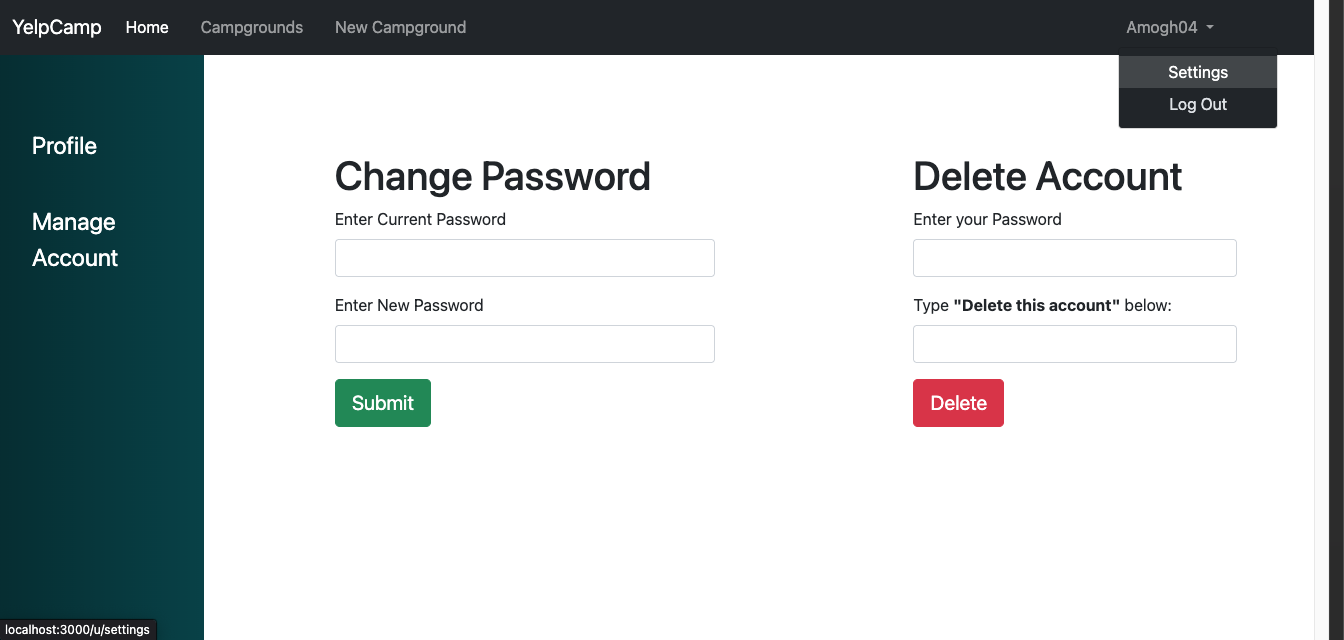 YelpCamp Home Campgrounds New Campground Amogh04
Settings
Log Out
Profile
Manage
Account
Change Password
Enter Current Password
Enter New Password
Submit
Delete Account
Enter your Password
Type "Delete this account" below:
Delete
localhost:3000/u/settings